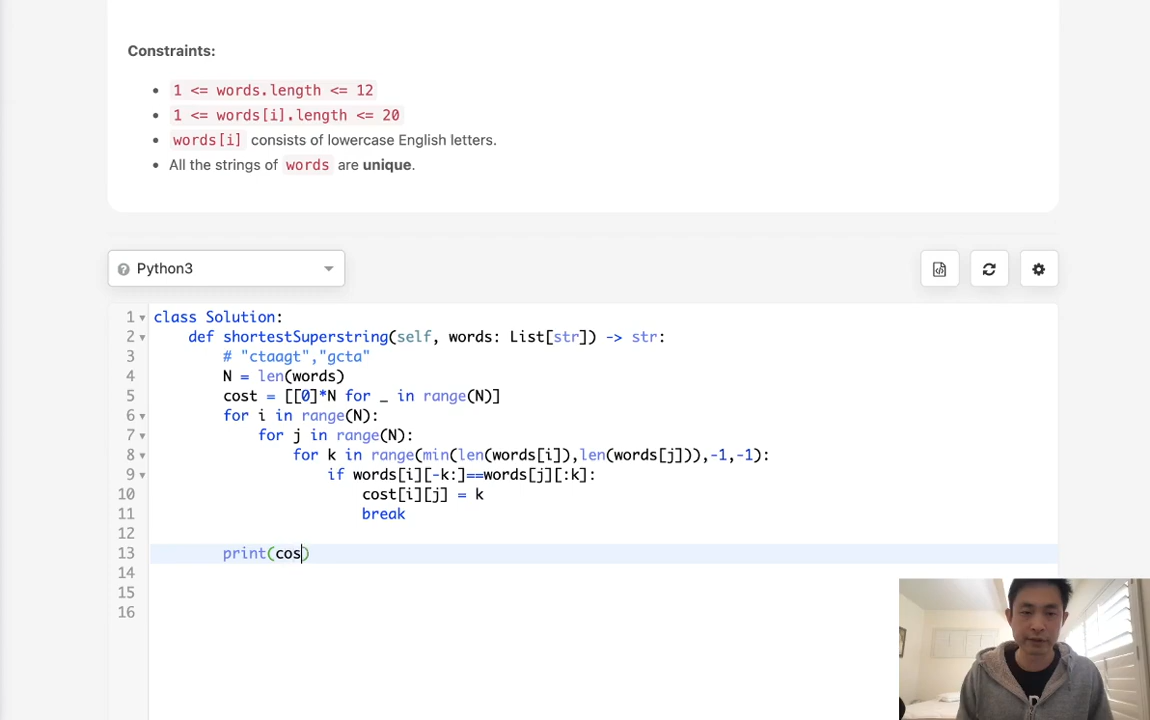 Constraints:
1 <= words.length <= 12
1 <= words[i].length <= 20
words[i] consists of lowercase English letters.
All the strings of words are unique.
? Python3
1 class Solution:
2 def shortestSuperstring(self, words: List[str]) -> str:
3 # "ctaagt","gcta"
4 N = len(words)
5 cost = [[0]*N for _ in range(N)]
6 for i in range(N):
7 for j in range(N):
8 for k in range(min(len(words[i]),len(words[j])),-1,-1):
9 if words[i][-k:]==words[j][:k]:
10 cost[i][j] = k
11 break
12
13 print(cos)
14
15
16